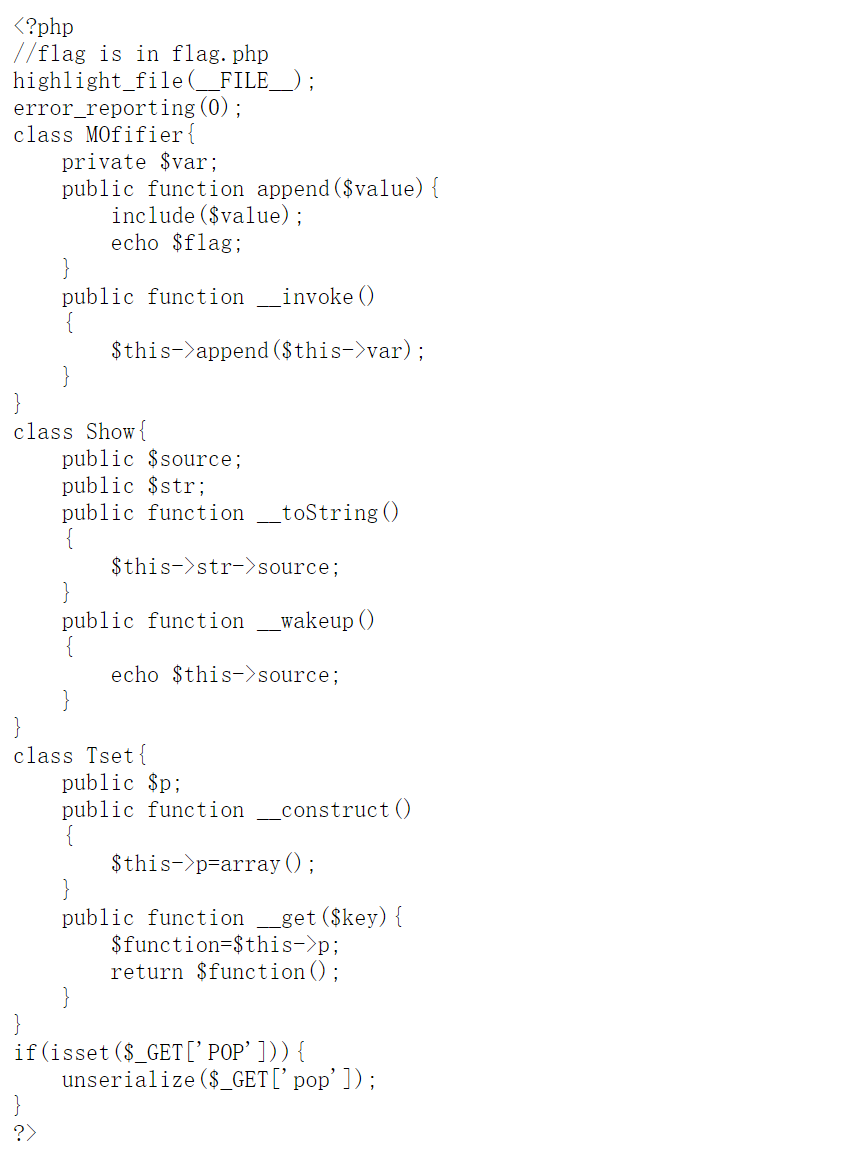 <?php
//flag is in flag.php
highlight_file(__FILE__);
error_reporting(0);
class MOfifier{
    private $var;
    public function append($value){
        include($value);
        echo $flag;
    }
    public function __invoke()
    {
        $this->append($this->var);
    }
}
class Show{
    public $source;
    public $str;
    public function __toString()
    {
        $this->str->source;
    }
    public function __wakeup()
    {
        echo $this->source;
    }
}
class Tset{
    public $p;
    public function __construct()
    {
        $this->p=array();
    }
    public function __get($key){
        $function=$this->p;
        return $function();
    }
}
if(isset($_GET['POP'])){
    unserialize($_GET['pop']);
}
?>